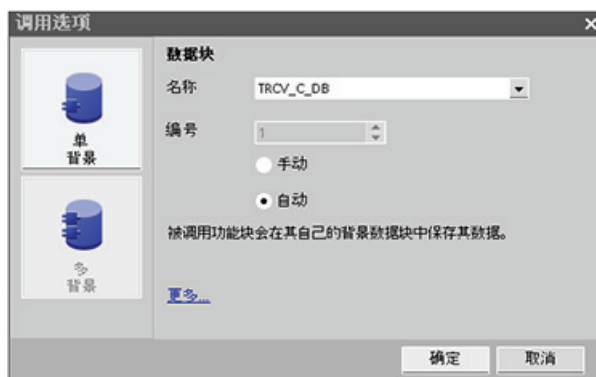 调用选项
单
背景
多
背景
数据块
名称
TRCV_C_DB
编号
1
手动
自动
被调用功能块会在其自己的背景数据块中保存其数据。
更多...
确定
取消